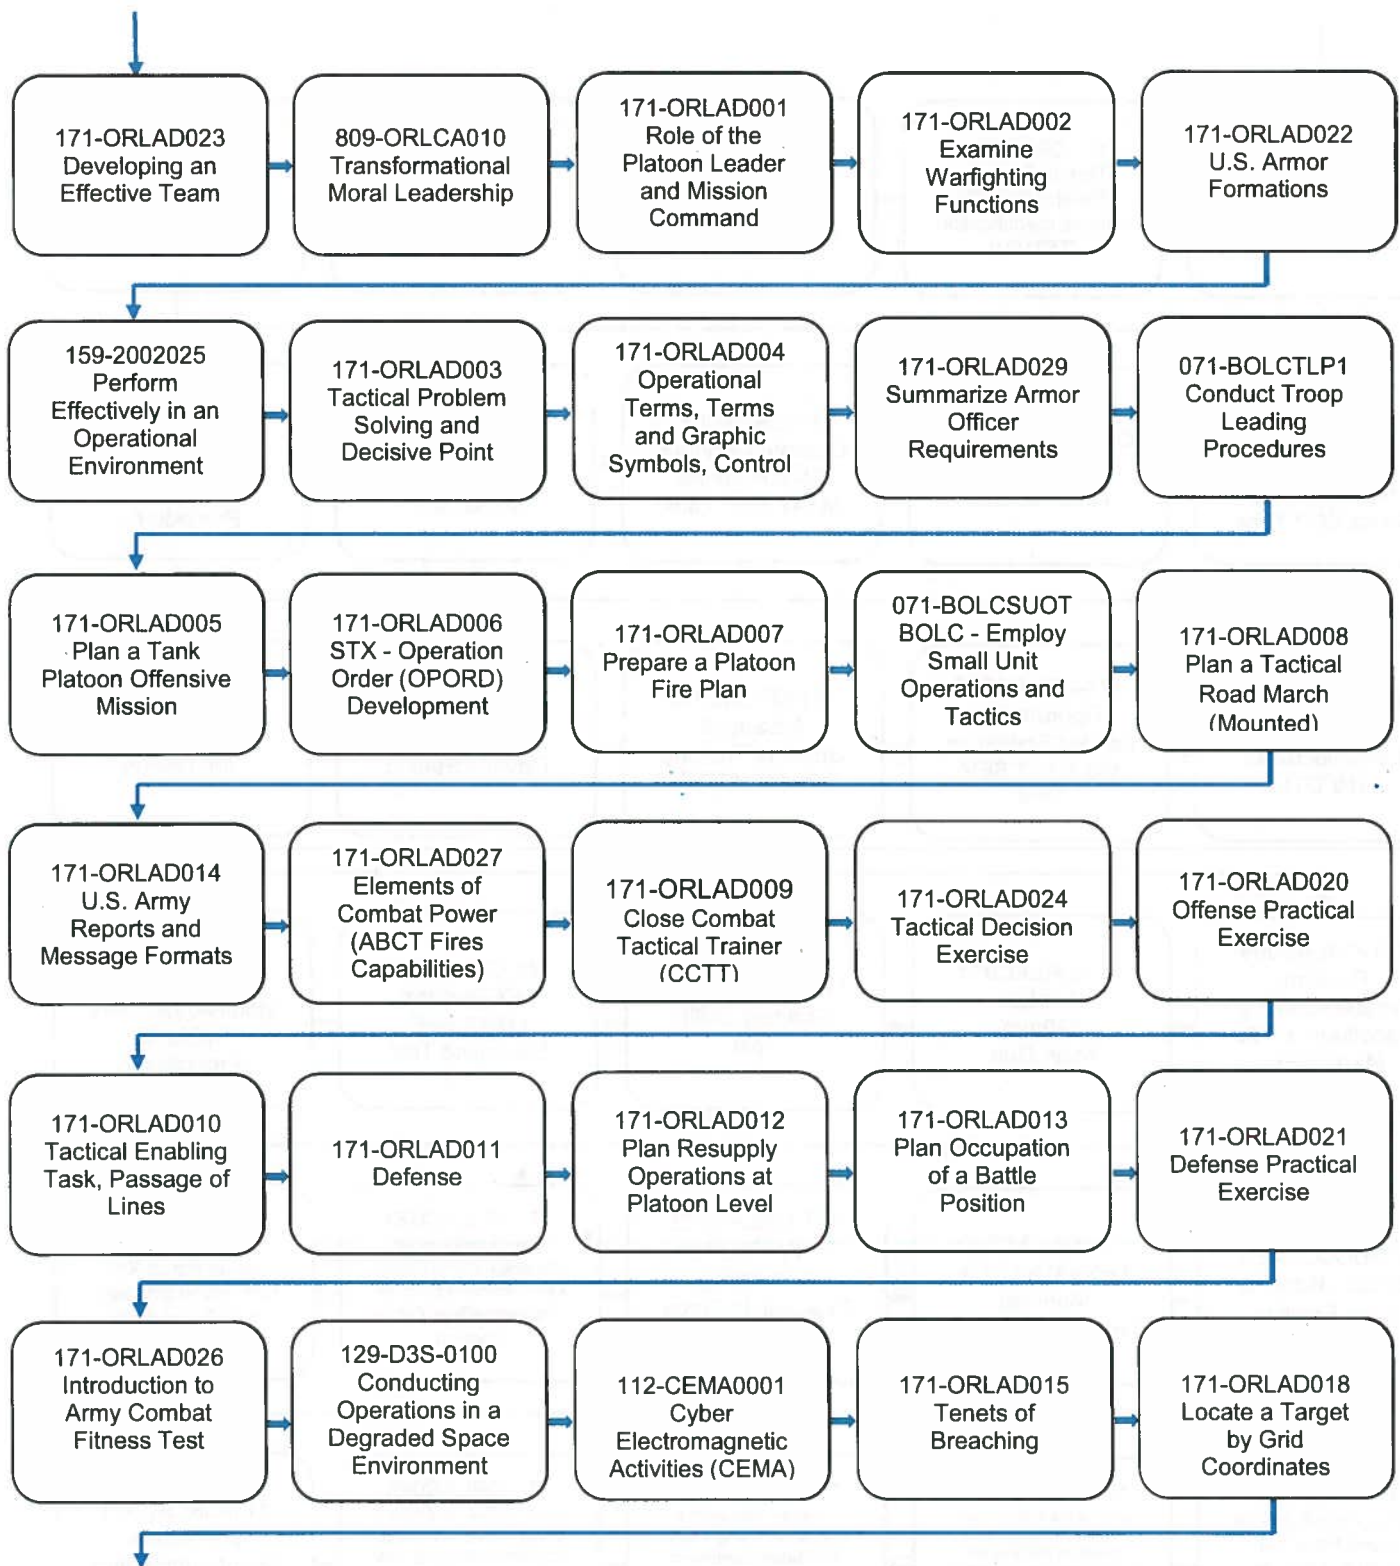 171-ORLAD023
Developing an
Effective Team
809-ORLCA010
Transformational
Moral Leadership
171-ORLAD001
Role of the
Platoon Leader
and Mission
Command
171-ORLAD002
Examine
Warfighting
Functions
171-ORLAD022
U.S. Armor
Formations
159-2002025
Perform
Effectively in an
Operational
Environment
171-ORLAD003
Tactical Problem
Solving and
Decisive Point
171-ORLAD004
Operational
Terms, Terms
and Graphic
Symbols, Control
171-ORLAD029
Summarize Armor
Officer
Requirements
071-BOLCTLP1
Conduct Troop
Leading
Procedures
171-ORLAD005
Plan a Tank
Platoon Offensive
Mission
171-ORLAD006
STX - Operation
Order (OPORD)
Development
171-ORLAD007
Prepare a Platoon
Fire Plan
071-BOLCSUOT
BOLC - Employ
Small Unit
Operations and
Tactics
171-ORLAD008
Plan a Tactical
Road March
(Mounted)
171-ORLAD014
U.S. Army
Reports and
Message Formats
171-ORLAD027
Elements of
Combat Power
(ABCT Fires
Capabilities)
171-ORLAD009
Close Combat
Tactical Trainer
(CCTT)
171-ORLAD024
Tactical Decision
Exercise
171-ORLAD020
Offense Practical
Exercise
171-ORLAD010
Tactical Enabling
Task, Passage of
Lines
171-ORLAD011
Defense
171-ORLAD012
Plan Resupply
Operations at
Platoon Level
171-ORLAD013
Plan Occupation
of a Battle
Position
171-ORLAD021
Defense Practical
Exercise
171-ORLAD026
Introduction to
Army Combat
Fitness Test
129-D3S-0100
Conducting
Operations in a
Degraded Space
Environment
112-CEMA0001
Cyber
Electromagnetic
Activities (CEMA)
171-ORLAD015
Tenets of
Breaching
171-ORLAD018
Locate a Target
by Grid
Coordinates